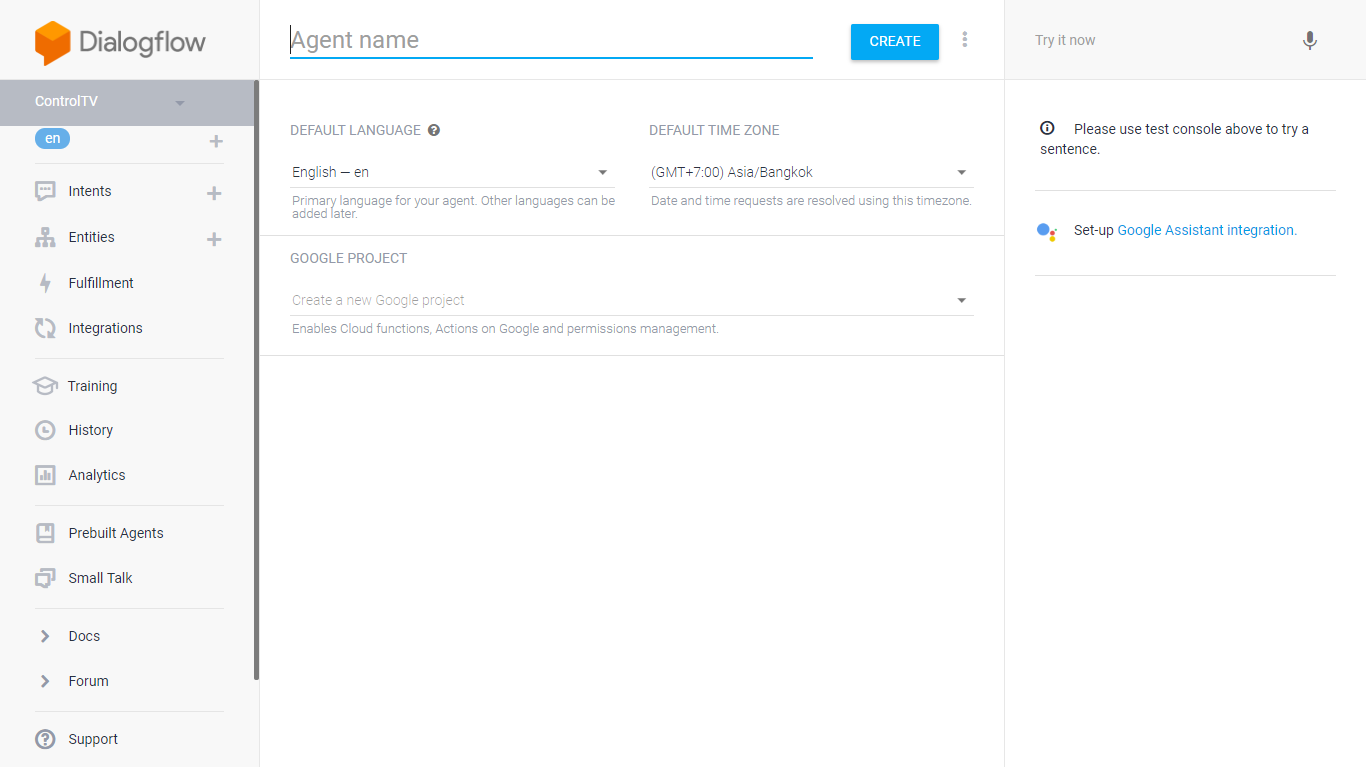 Dialogflow
Agent name
CREATE
Try it now
ControlTV
en
Intents
Entities
Fulfillment
Integrations
Training
History
Analytics
Prebuilt Agents
Small Talk
Docs
Forum
Support
DEFAULT LANGUAGE
English — en
Primary language for your agent. Other languages can be
added later.
DEFAULT TIME ZONE
(GMT+7:00) Asia/Bangkok
Date and time requests are resolved using this timezone.
GOOGLE PROJECT
Create a new Google project
Enables Cloud functions, Actions on Google and permissions management.
Please use test console above to try a
sentence.
Set-up Google Assistant integration.